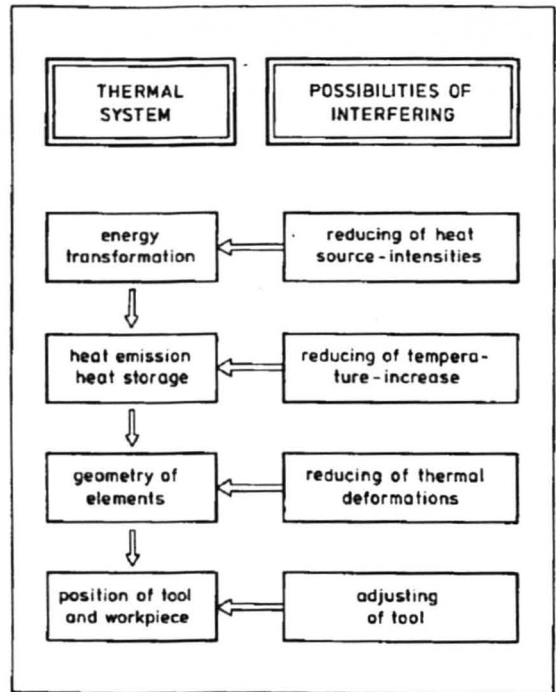 THERMAL
SYSTEM
POSSIBILITIES OF
INTERFERING
energy
transformation
reducing of heat
source-intensities
heat emission
heat storage
reducing of tempera-
ture-increase
geometry of
elements
reducing of thermal
deformations
position of tool
and workpiece
adjusting
of tool